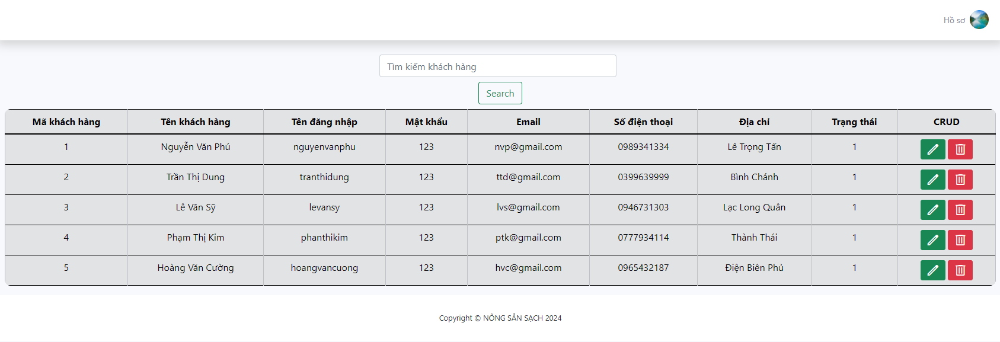 Hồ sơ
Tìm kiếm khách hàng
Search
Mã khách hàng Tên khách hàng Tên đăng nhập Mật khẩu Email Số điện thoại Địa chỉ Trạng thái CRUD
1 Nguyễn Văn Phú nguyenvanphu 123 nvp@gmail.com 0989341334 Lê Trọng Tấn 1
2 Trần Thị Dung tranthidung 123 ttd@gmail.com 0399639999 Bình Chánh 1
3 Lê Văn Sỹ levansy 123 lvs@gmail.com 0946731303 Lạc Long Quân 1
4 Phạm Thị Kim phanthikim 123 ptk@gmail.com 0777934114 Thành Thái 1
5 Hoàng Văn Cường hoangvancuong 123 hvc@gmail.com 0965432187 Điện Biên Phủ 1
Copyright © NÔNG SẢN SẠCH 2024